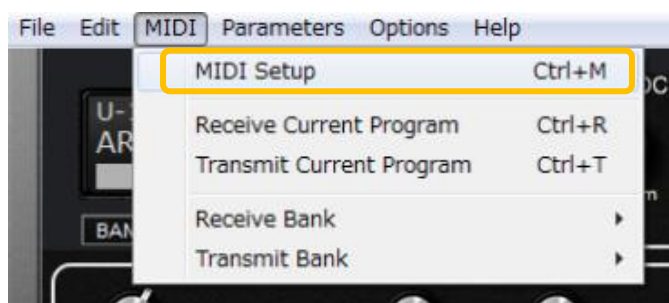 File Edit MIDI Parameters Options Help
MIDI Setup Ctrl+M
Receive Current Program Ctrl+R
Transmit Current Program Ctrl+T
Receive Bank
Transmit Bank